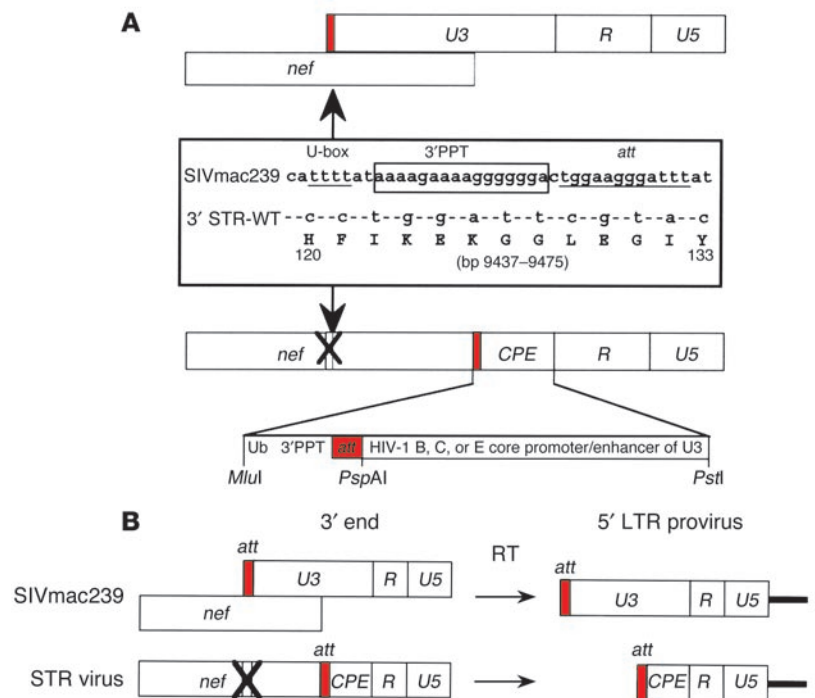 A
U3 R U5
nef
U-box 3′PPT att
SIVmac239 cattttataaaagaaaaggggggactggaagggatttat
3′ STR-WT --c--c--t--g--g--a--t--t--c--g--t--a--c
H F I K E K G G L E G I Y
120 133
(bp 9437–9475)
nef CPE R U5
Ub 3′PPT att HIV-1 B, C, or E core promoter/enhancer of U3
MluI PspAI PstI
B
3′ end 5′ LTR provirus
att RT att
SIVmac239 U3 R U5 U3 R U5
nef
att att
STR virus nef CPE R U5 CPE R U5